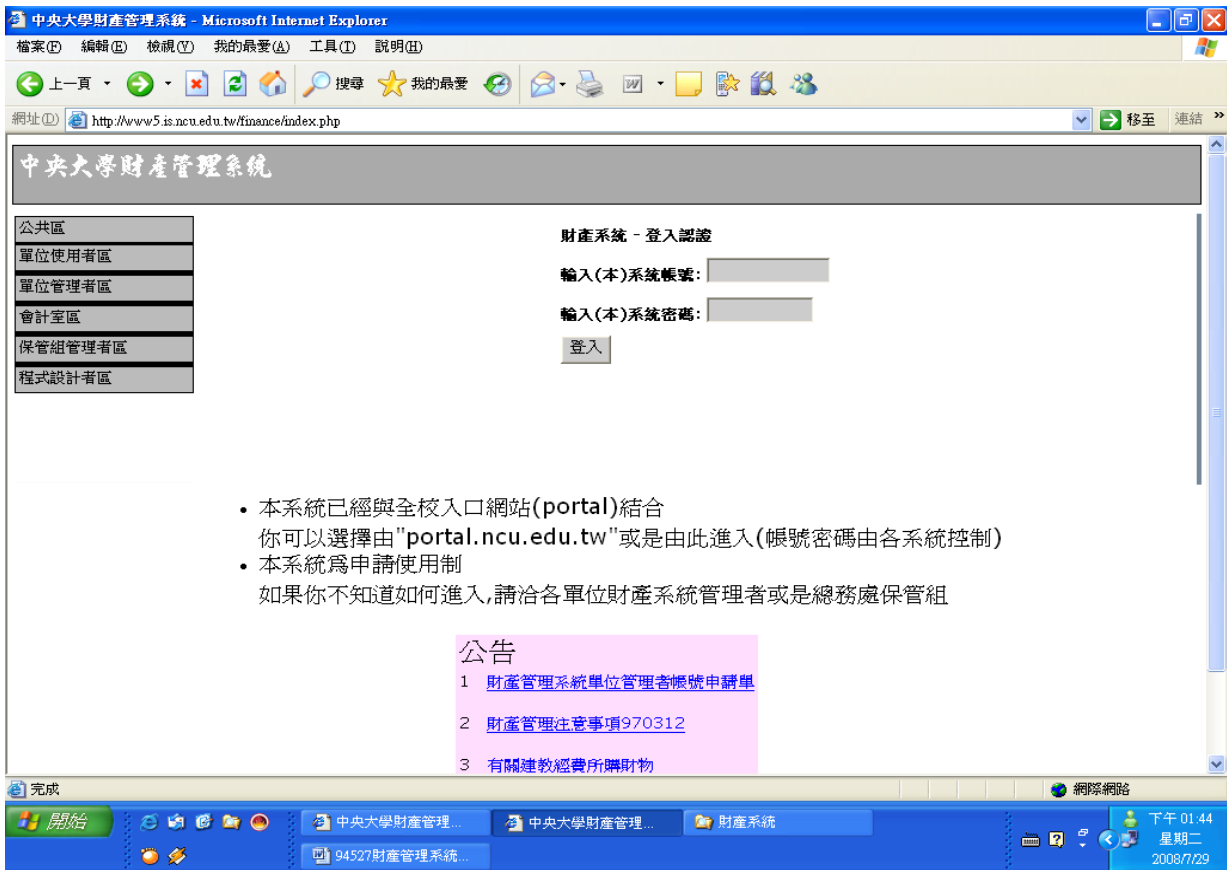 中央大學財產管理系統 - Microsoft Internet Explorer
檔案(F) 編輯(E) 檢視(V) 我的最愛(A) 工具(T) 說明(H)
上一頁 搜尋 我的最愛
網址(D) http://www5.is.ncu.edu.tw/finance/index.php 移至 連結 »
中央大學財產管理系統
公共區
單位使用者區
單位管理者區
會計室區
保管組管理者區
程式設計者區
財產系統 - 登入認證
輸入(本)系統帳號:
輸入(本)系統密碼:
登入
• 本系統已經與全校入口網站(portal)結合
你可以選擇由"portal.ncu.edu.tw"或是由此進入(帳號密碼由各系統控制)
• 本系統為申請使用制
如果你不知道如何進入,請洽各單位財產系統管理者或是總務處保管組
公告
1 財產管理系統單位管理者帳號申請單
2 財產管理注意事項970312
3 有關建教經費所購財物
完成 網際網路
開始 中央大學財產管理... 中央大學財產管理... 財產系統
94527財產管理系統...
下午 01:44
星期二
2008/7/29